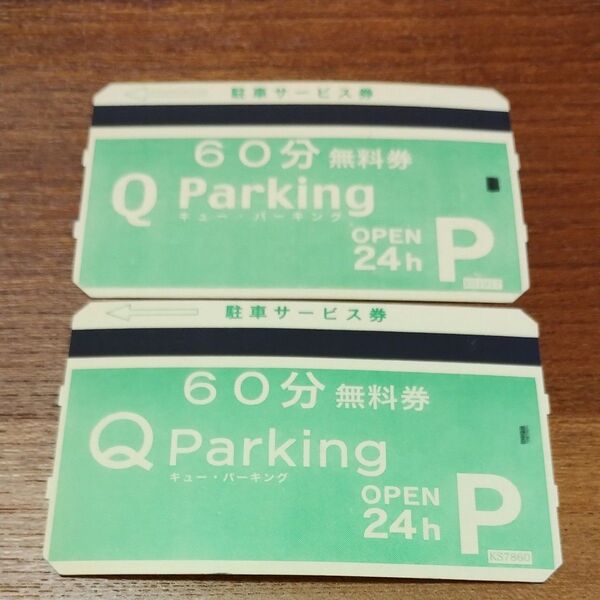 駐車サービス券
60分 無料券
Q Parking
キュー・パーキング
OPEN
24h P
駐車サービス券
60分 無料券
Q Parking
キュー・パーキング
OPEN
24h P
KS7860